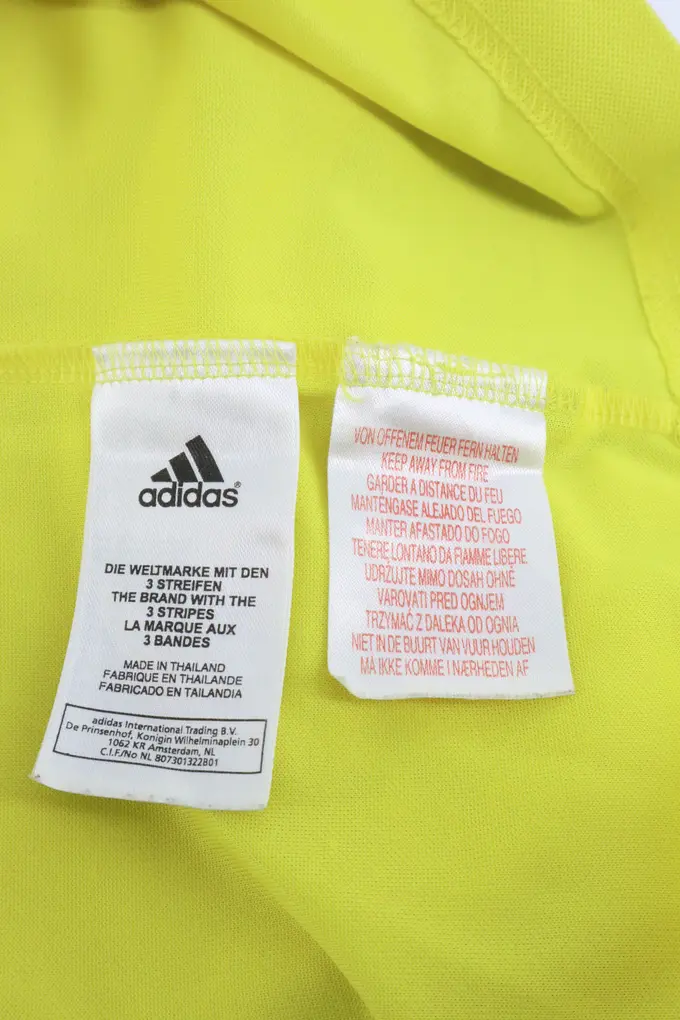 adidas®
DIE WELTMARKE MIT DEN
3 STREIFEN
THE BRAND WITH THE
3 STRIPES
LA MARQUE AUX
3 BANDES
MADE IN THAILAND
FABRIQUE EN THAILANDE
FABRICADO EN TAILANDIA
adidas International Trading B.V.
De Prinsenhof, Konigin Wilhelminaplein 30
1062 KR Amsterdam, NL
C.I.F./No NL 807301322B01
VON OFFENEM FEUER FERN HALTEN
KEEP AWAY FROM FIRE
GARDER A DISTANCE DU FEU
MANTENGASE ALEJADO DEL FUEGO
MANTER AFASTADO DO FOGO
TENERE LONTANO DA FIAMME LIBERE
UDRZUJTE MIMO DOSAH OHNĚ
VAROVATI PRED OGNJEM
TRZYMAĆ Z DALEKA OD OGNIA
NIET IN DE BUURT VAN VUUR HOUDEN
MÅ IKKE KOMME I NÆRHEDEN AF